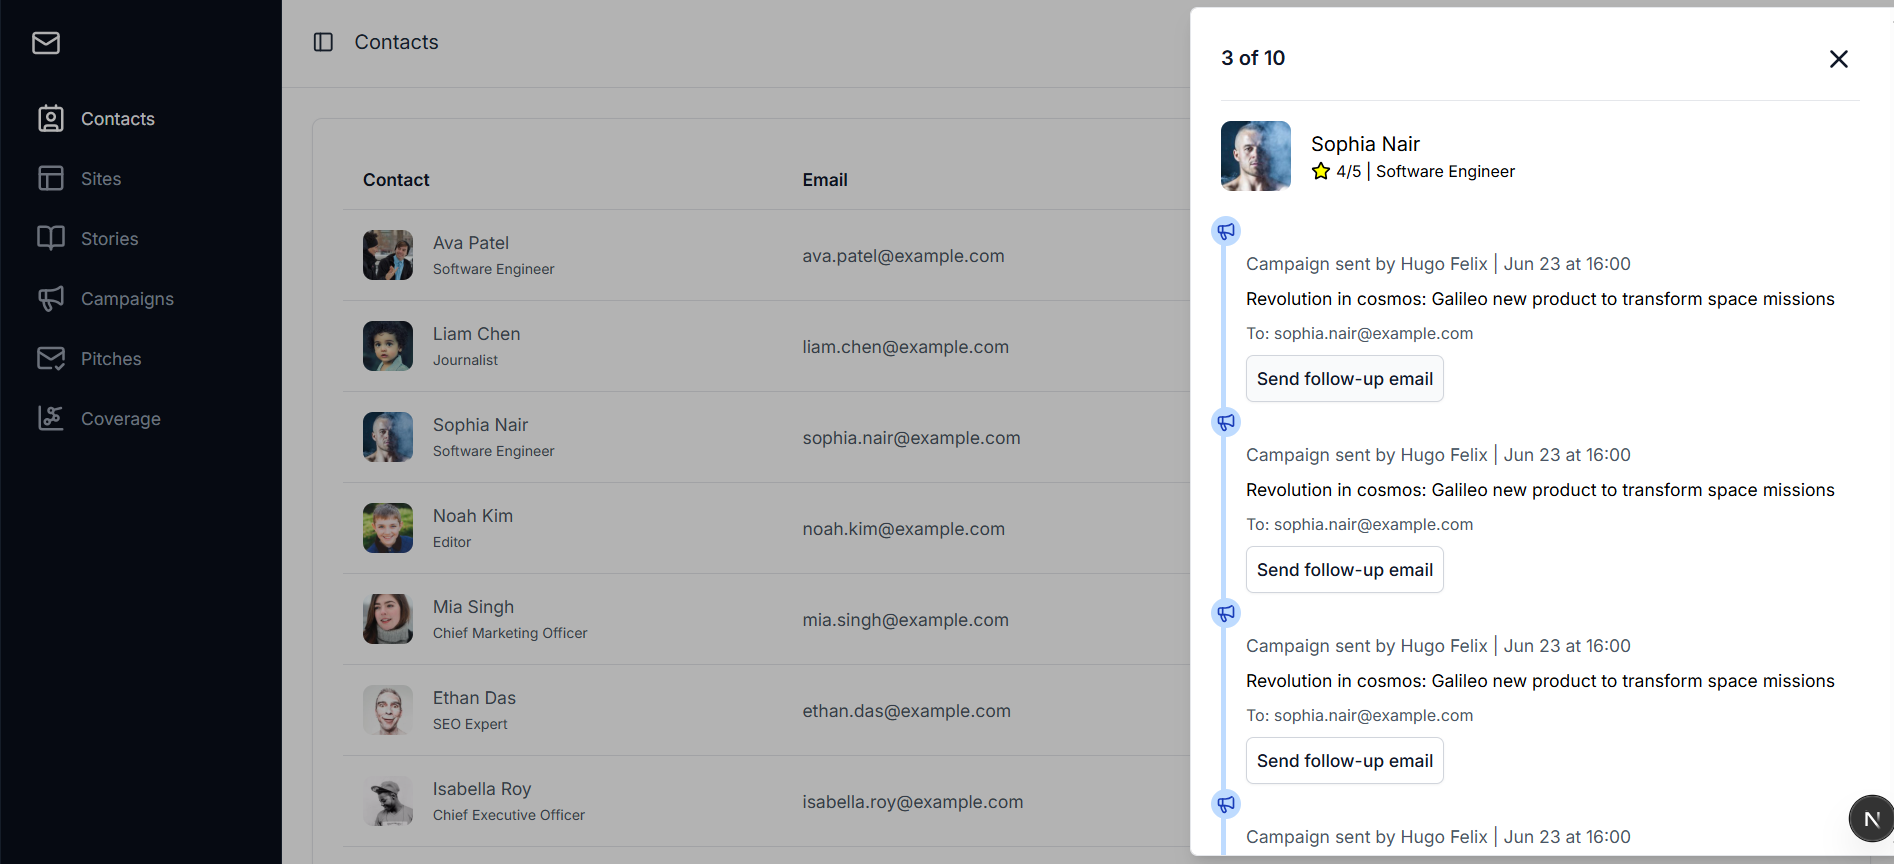 Contacts
Sites
Stories
Campaigns
Pitches
Coverage
Contacts
Contact Email
Ava Patel
Software Engineer
ava.patel@example.com
Liam Chen
Journalist
liam.chen@example.com
Sophia Nair
Software Engineer
sophia.nair@example.com
Noah Kim
Editor
noah.kim@example.com
Mia Singh
Chief Marketing Officer
mia.singh@example.com
Ethan Das
SEO Expert
ethan.das@example.com
Isabella Roy
Chief Executive Officer
isabella.roy@example.com
3 of 10
Sophia Nair
4/5 | Software Engineer
Campaign sent by Hugo Felix | Jun 23 at 16:00
Revolution in cosmos: Galileo new product to transform space missions
To: sophia.nair@example.com
Send follow-up email
Campaign sent by Hugo Felix | Jun 23 at 16:00
Revolution in cosmos: Galileo new product to transform space missions
To: sophia.nair@example.com
Send follow-up email
Campaign sent by Hugo Felix | Jun 23 at 16:00
Revolution in cosmos: Galileo new product to transform space missions
To: sophia.nair@example.com
Send follow-up email
Campaign sent by Hugo Felix | Jun 23 at 16:00
N